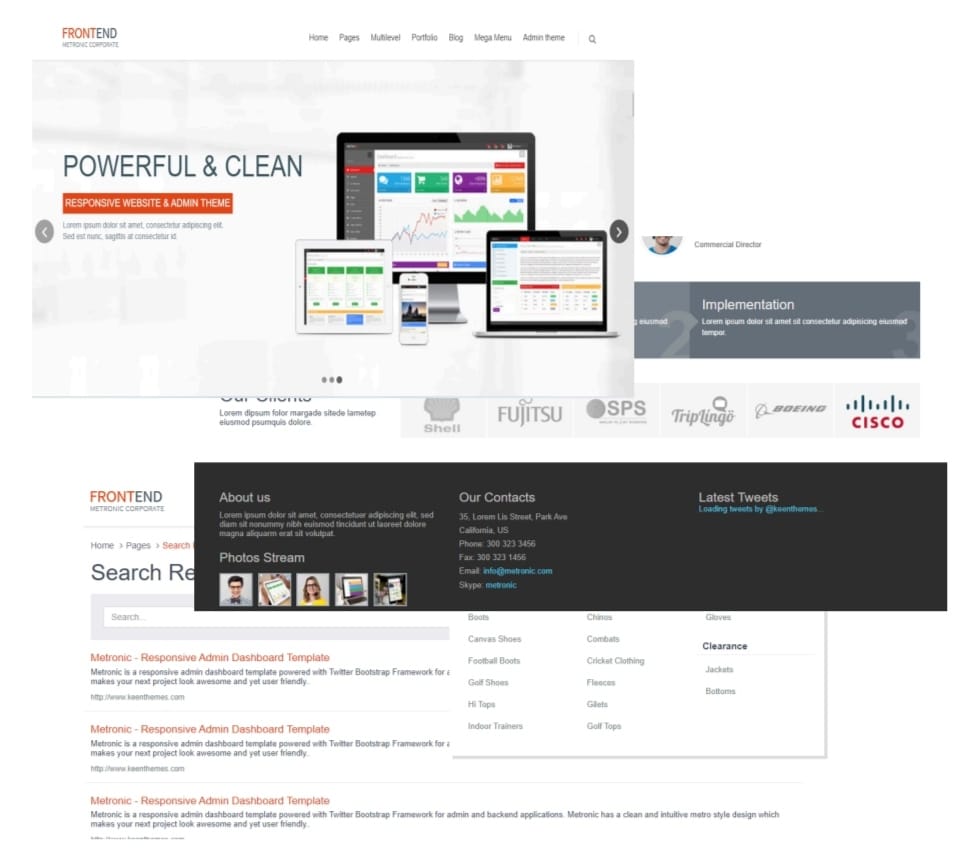 FRONTEND
METRONIC CORPORATE
Home Pages Multilevel Portfolio Blog Mega Menu Admin theme
POWERFUL & CLEAN
RESPONSIVE WEBSITE & ADMIN THEME
Lorem ipsum dolor sit amet, consectetur adipiscing elit.
Sed est nunc, sagittis at consectetur id.
Commercial Director
2
eiusmod
Implementation
Lorem ipsum dolor sit amet sit consectetur adipisicing eiusmod
tempor.
3
Our Clients
Lorem dipsum folor margade sitede lametep
eiusmod psumquis dolore.
Shell
FUJITSU
SPS
TripLingo
BOEING
CISCO
FRONTEND
METRONIC CORPORATE
Home > Pages > Search
Search Re
Search...
About us
Lorem ipsum dolor sit amet, consectetuer adipiscing elit, sed
diam sit nonummy nibh euismod tincidunt ut laoreet dolore
magna aliquarm erat sit volutpat.
Photos Stream
Our Contacts
35, Lorem Lis Street, Park Ave
California, US
Phone: 300 323 3456
Fax: 300 323 1456
Email: info@metronic.com
Skype: metronic
Latest Tweets
Loading tweets by @keenthemes...
Boots
Canvas Shoes
Football Boots
Golf Shoes
Hi Tops
Indoor Trainers
Chinos
Combats
Cricket Clothing
Fleeces
Gilets
Golf Tops
Gloves
Clearance
Jackets
Bottoms
Metronic - Responsive Admin Dashboard Template
Metronic is a responsive admin dashboard template powered with Twitter Bootstrap Framework for a
makes your next project look awesome and yet user friendly.
http://www.keenthemes.com
Metronic - Responsive Admin Dashboard Template
Metronic is a responsive admin dashboard template powered with Twitter Bootstrap Framework for a
makes your next project look awesome and yet user friendly.
http://www.keenthemes.com
Metronic - Responsive Admin Dashboard Template
Metronic is a responsive admin dashboard template powered with Twitter Bootstrap Framework for admin and backend applications. Metronic has a clean and intuitive metro style design which
makes your next project look awesome and yet user friendly.